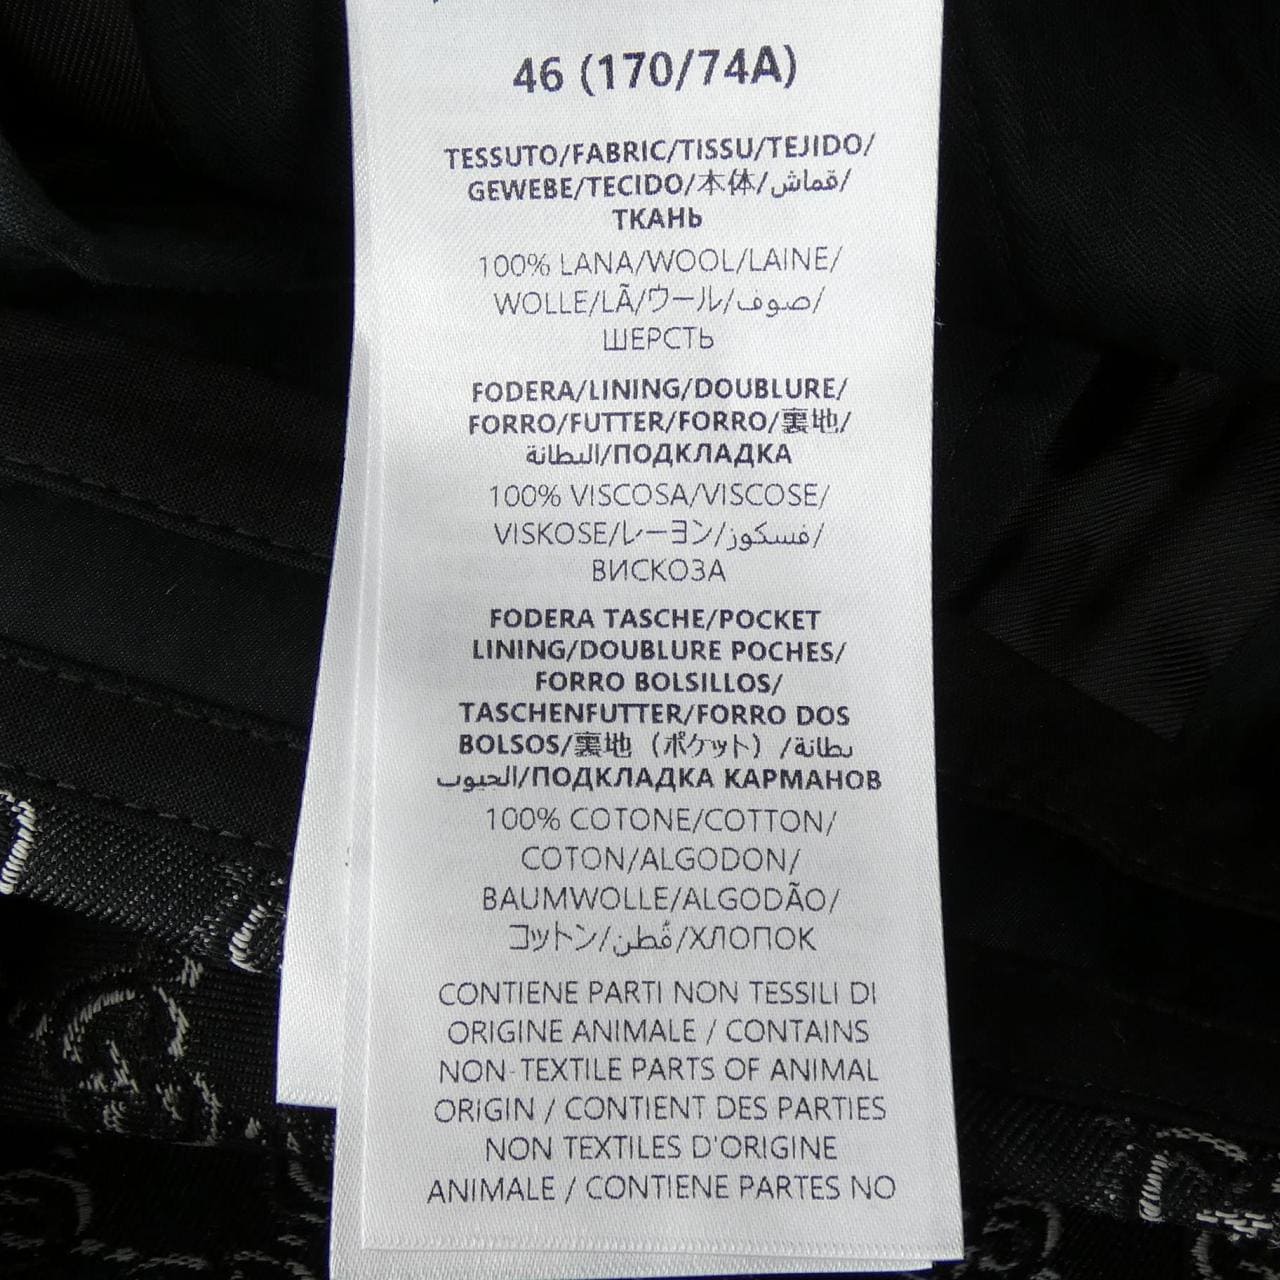 46 (170/74A)
TESSUTO/FABRIC/TISSU/TEJIDO/
GEWEBE/TECIDO/本体/قماش/
ТКАНЬ
100% LANA/WOOL/LAINE/
WOLLE/LÃ/ウール/صوف/
ШЕРСТЬ
FODERA/LINING/DOUBLURE/
FORRO/FUTTER/FORRO/裏地/
البطانة/ПОДКЛАДКА
100% VISCOSA/VISCOSE/
VISKOSE/レーヨン/فسكوز/
ВИСКОЗА
FODERA TASCHE/POCKET
LINING/DOUBLURE POCHES/
FORRO BOLSILLOS/
TASCHENFUTTER/FORRO DOS
BOLSOS/裏地（ポケット）/بطانة
الجيوب/ПОДКЛАДКА КАРМАНОВ
100% COTONE/COTTON/
COTON/ALGODON/
BAUMWOLLE/ALGODÃO/
コットン/قُطن/ХЛОПОК
CONTIENE PARTI NON TESSILI DI
ORIGINE ANIMALE / CONTAINS
NON-TEXTILE PARTS OF ANIMAL
ORIGIN / CONTIENT DES PARTIES
NON TEXTILES D'ORIGINE
ANIMALE / CONTIENE PARTES NO